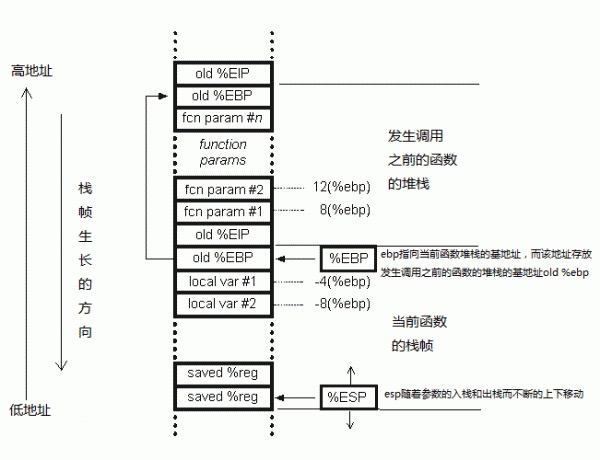 高地址
old %EIP
old %EBP
fcn param #n
function
params
发生调用
之前的函数
的堆栈
fcn param #2
12(%ebp)
fcn param #1
8(%ebp)
old %EIP
old %EBP
%EBP
ebp指向当前函数堆栈的基地址，而该地址存放
发生调用之前的函数的堆栈的基地址old %ebp
local var #1
-4(%ebp)
local var #2
-8(%ebp)
栈
帧
生
长
的
方
向
当前函数
的栈帧
saved %reg
saved %reg
%ESP
esp随着参数的入栈和出栈而不断的上下移动
低地址